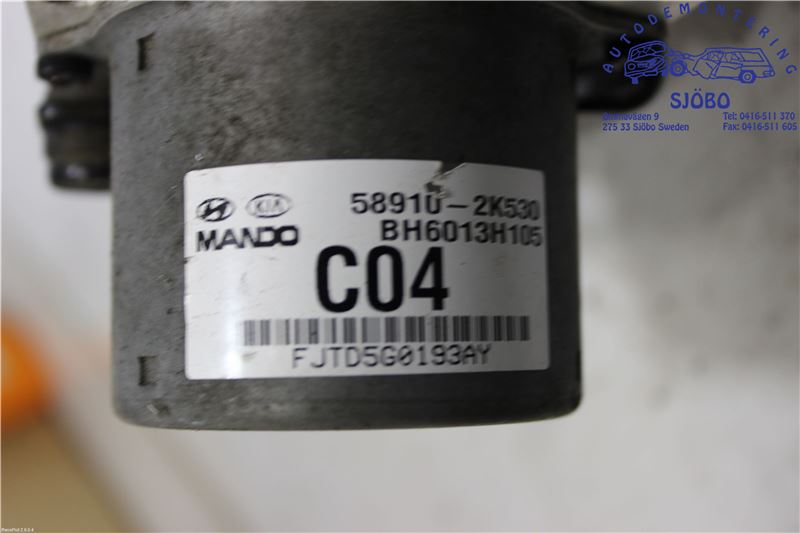 AUTODEMONTERING
SJÖBO
275 33 Sjöbo Sweden
Tel: 0416-511 370
Fax: 0416-511 605
KIA
58910-2K530
MANDO
BH6013H105
C04
FJTD5G0193AY